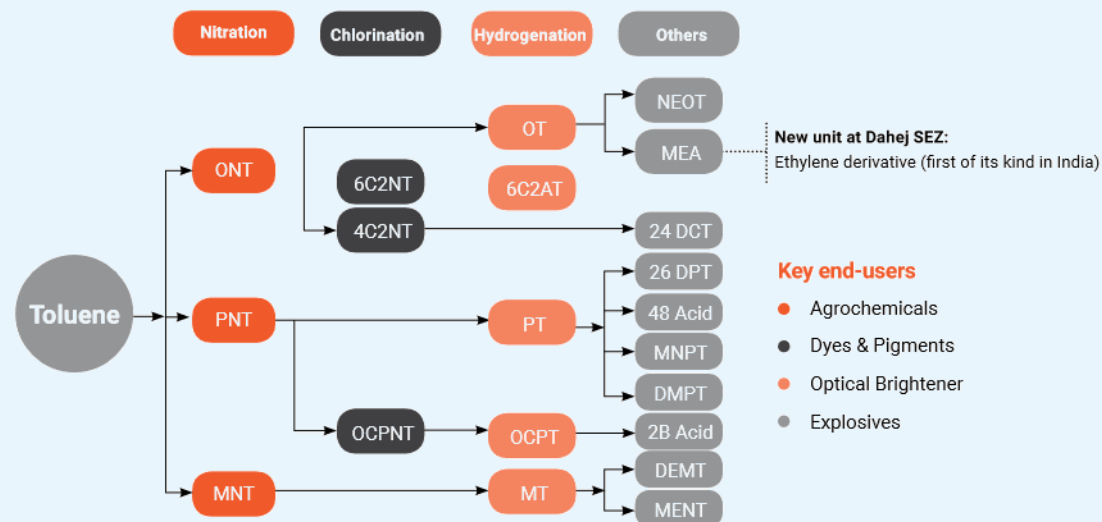 Nitration
Chlorination
Hydrogenation
Others
NEOT
OT
MEA
New unit at Dahej SEZ:
Ethylene derivative (first of its kind in India)
ONT
6C2NT
6C2AT
4C2NT
24 DCT
Toluene
PNT
PT
26 DPT
48 Acid
MNPT
DMPT
OCPNT
OCPT
2B Acid
MNT
MT
DEMT
MENT
Key end-users
Agrochemicals
Dyes & Pigments
Optical Brightener
Explosives